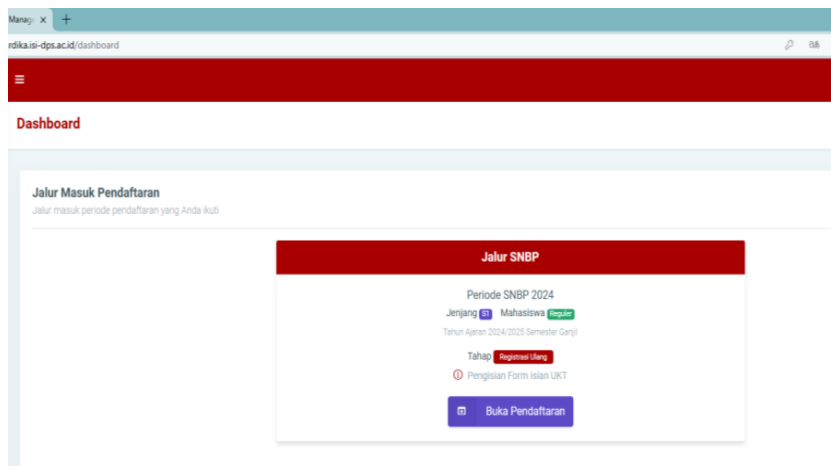 Manag
rdika.isi-dps.ac.id/dashboard
Dashboard
Jalur Masuk Pendaftaran
Jalur masuk periode pendaftaran yang Anda ikuti
Jalur SNBP
Periode SNBP 2024
Jenjang S1 Mahasiswa Reguler
Tahun Ajaran 2024/2025 Semester Ganjil
Tahap Registrasi Ulang
Pengisian Form isian UKT
Buka Pendaftaran